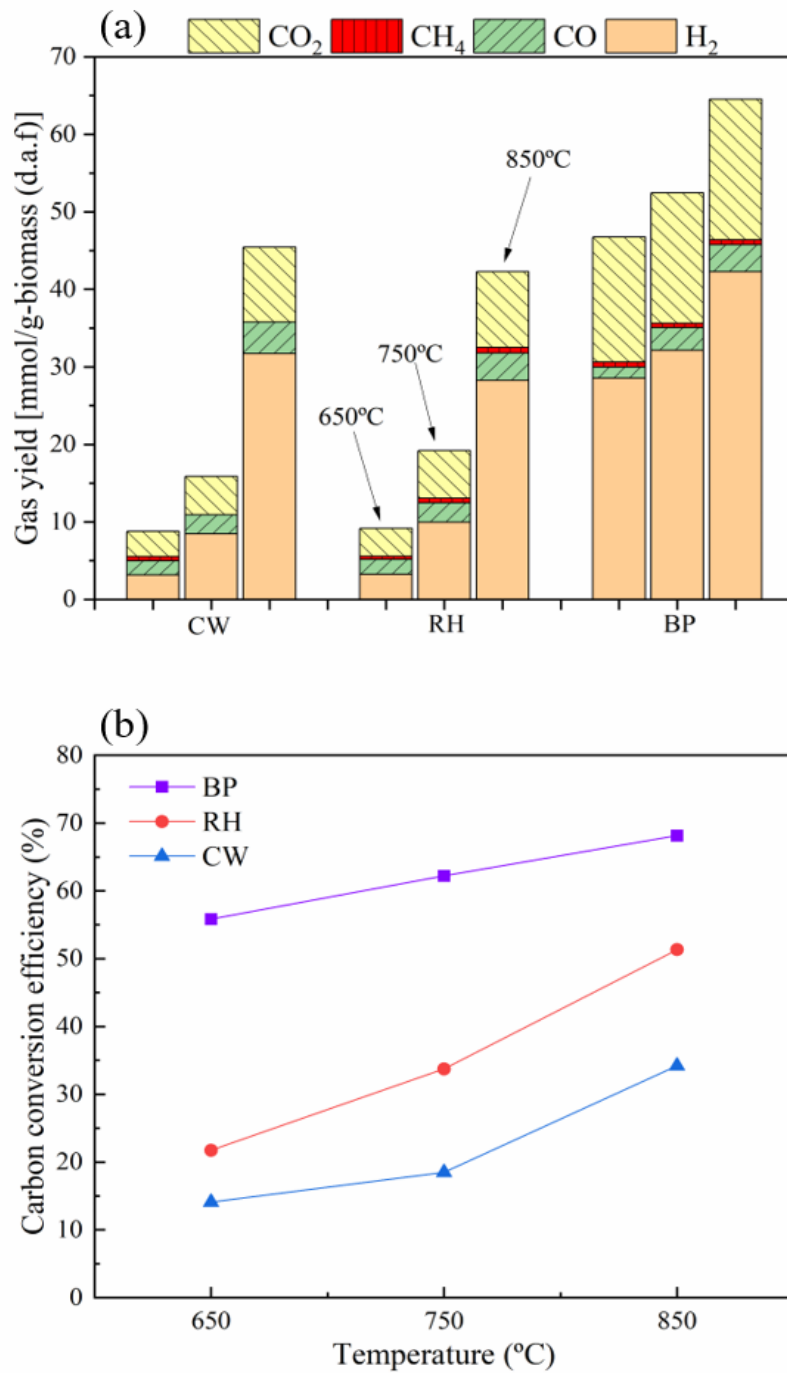 (a)
CO₂ CH₄ CO H₂
Gas yield [mmol/g-biomass (d.a.f)]
70
60
50
40
30
20
10
0
650ºC
750ºC
850ºC
CW RH BP
(b)
Carbon conversion efficiency (%)
80
70
60
50
40
30
20
10
0
BP
RH
CW
650 750 850
Temperature (ºC)